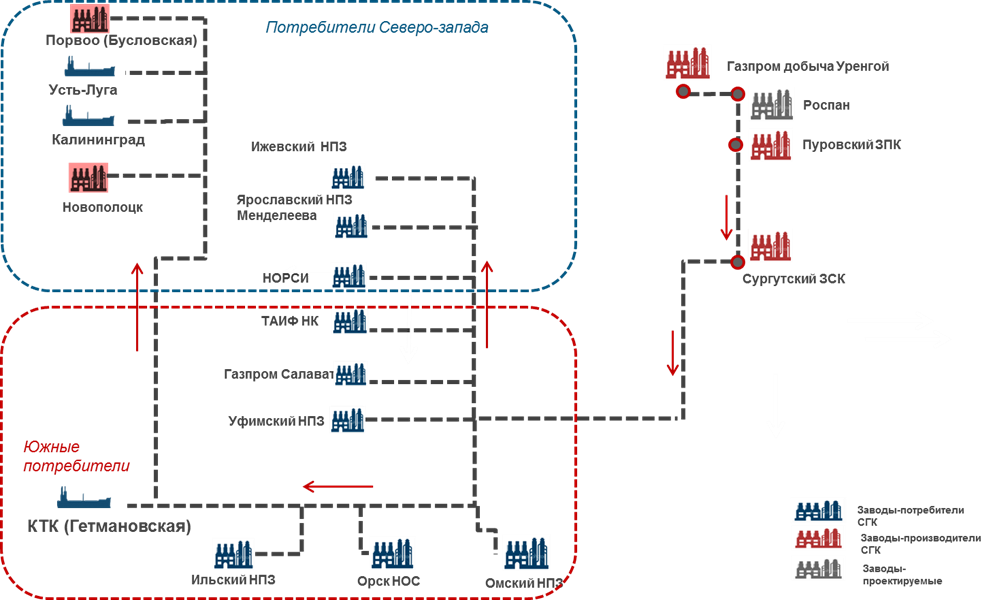 Потребители Северо-запада
Порвоо (Бусловская)
Усть-Луга
Калининград
Новополоцк
Ижевский НПЗ
Ярославский НПЗ
Менделеева
НОРСИ
ТАИФ НК
Газпром Салават
Уфимский НПЗ
Южные
потребители
КТК (Гетмановская)
Ильский НПЗ
Орск НОС
Омский НПЗ
Газпром добыча Уренгой
Роспан
Пуровский ЗПК
Сургутский ЗСК
Заводы-потребители
СГК
Заводы-производители
СГК
Заводы-
проектируемые